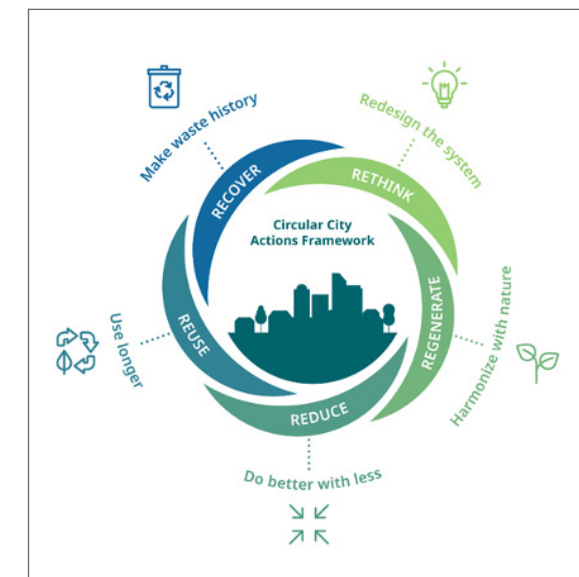 Circular City
Actions Framework
RETHINK
Redesign the system
REGENERATE
Harmonize with nature
REDUCE
Do better with less
REUSE
Use longer
RECOVER
Make waste history